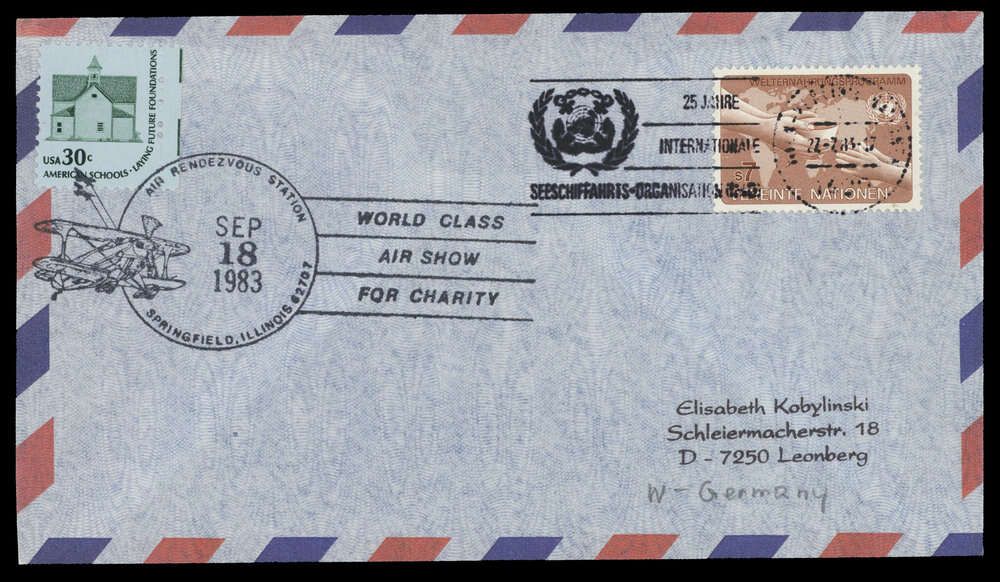 USA 30c
AMERICAN SCHOOLS · LAYING FUTURE FOUNDATIONS
AIR RENDEZVOUS STATION
SEP
18
1983
SPRINGFIELD, ILLINOIS 62707
WORLD CLASS
AIR SHOW
FOR CHARITY
25 JAHRE
INTERNATIONALE
SEESCHIFFAHRTS-ORGANISATION
WELTERNÄHRUNGSPROGRAMM
S7
VEREINTE NATIONEN
Elisabeth Kobylinski
Schleiermacherstr. 18
D - 7250 Leonberg
W - Germany